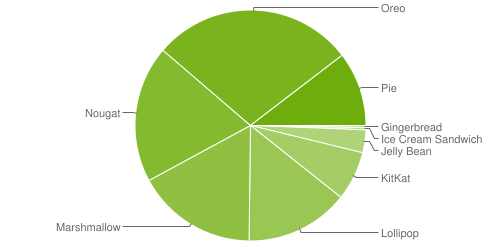 Oreo
Pie
Nougat
Gingerbread
Ice Cream Sandwich
Jelly Bean
KitKat
Marshmallow
Lollipop